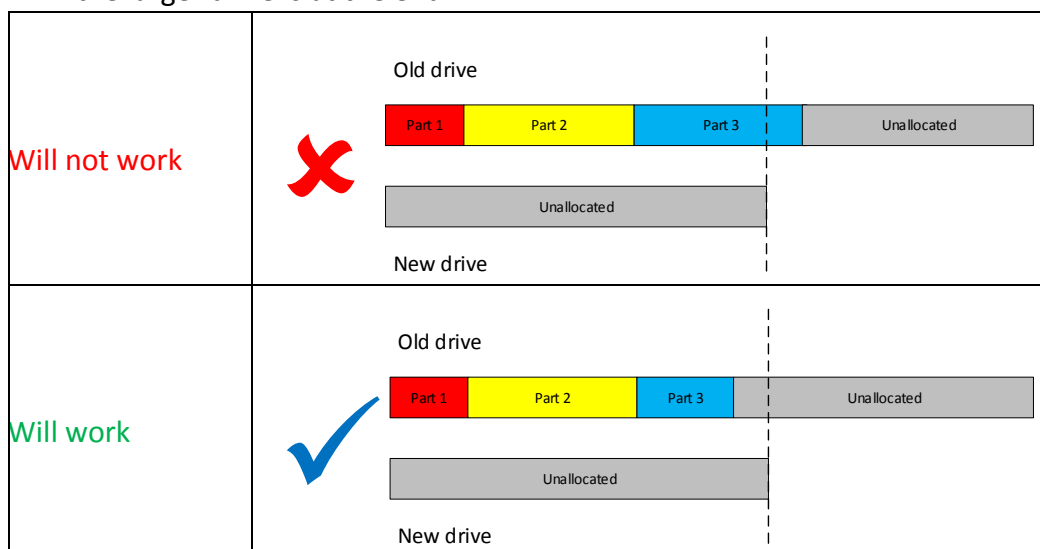 Old drive
Part 1 Part 2 Part 3 Unallocated
Will not work
Unallocated
New drive
Old drive
Part 1 Part 2 Part 3 Unallocated
Will work
Unallocated
New drive